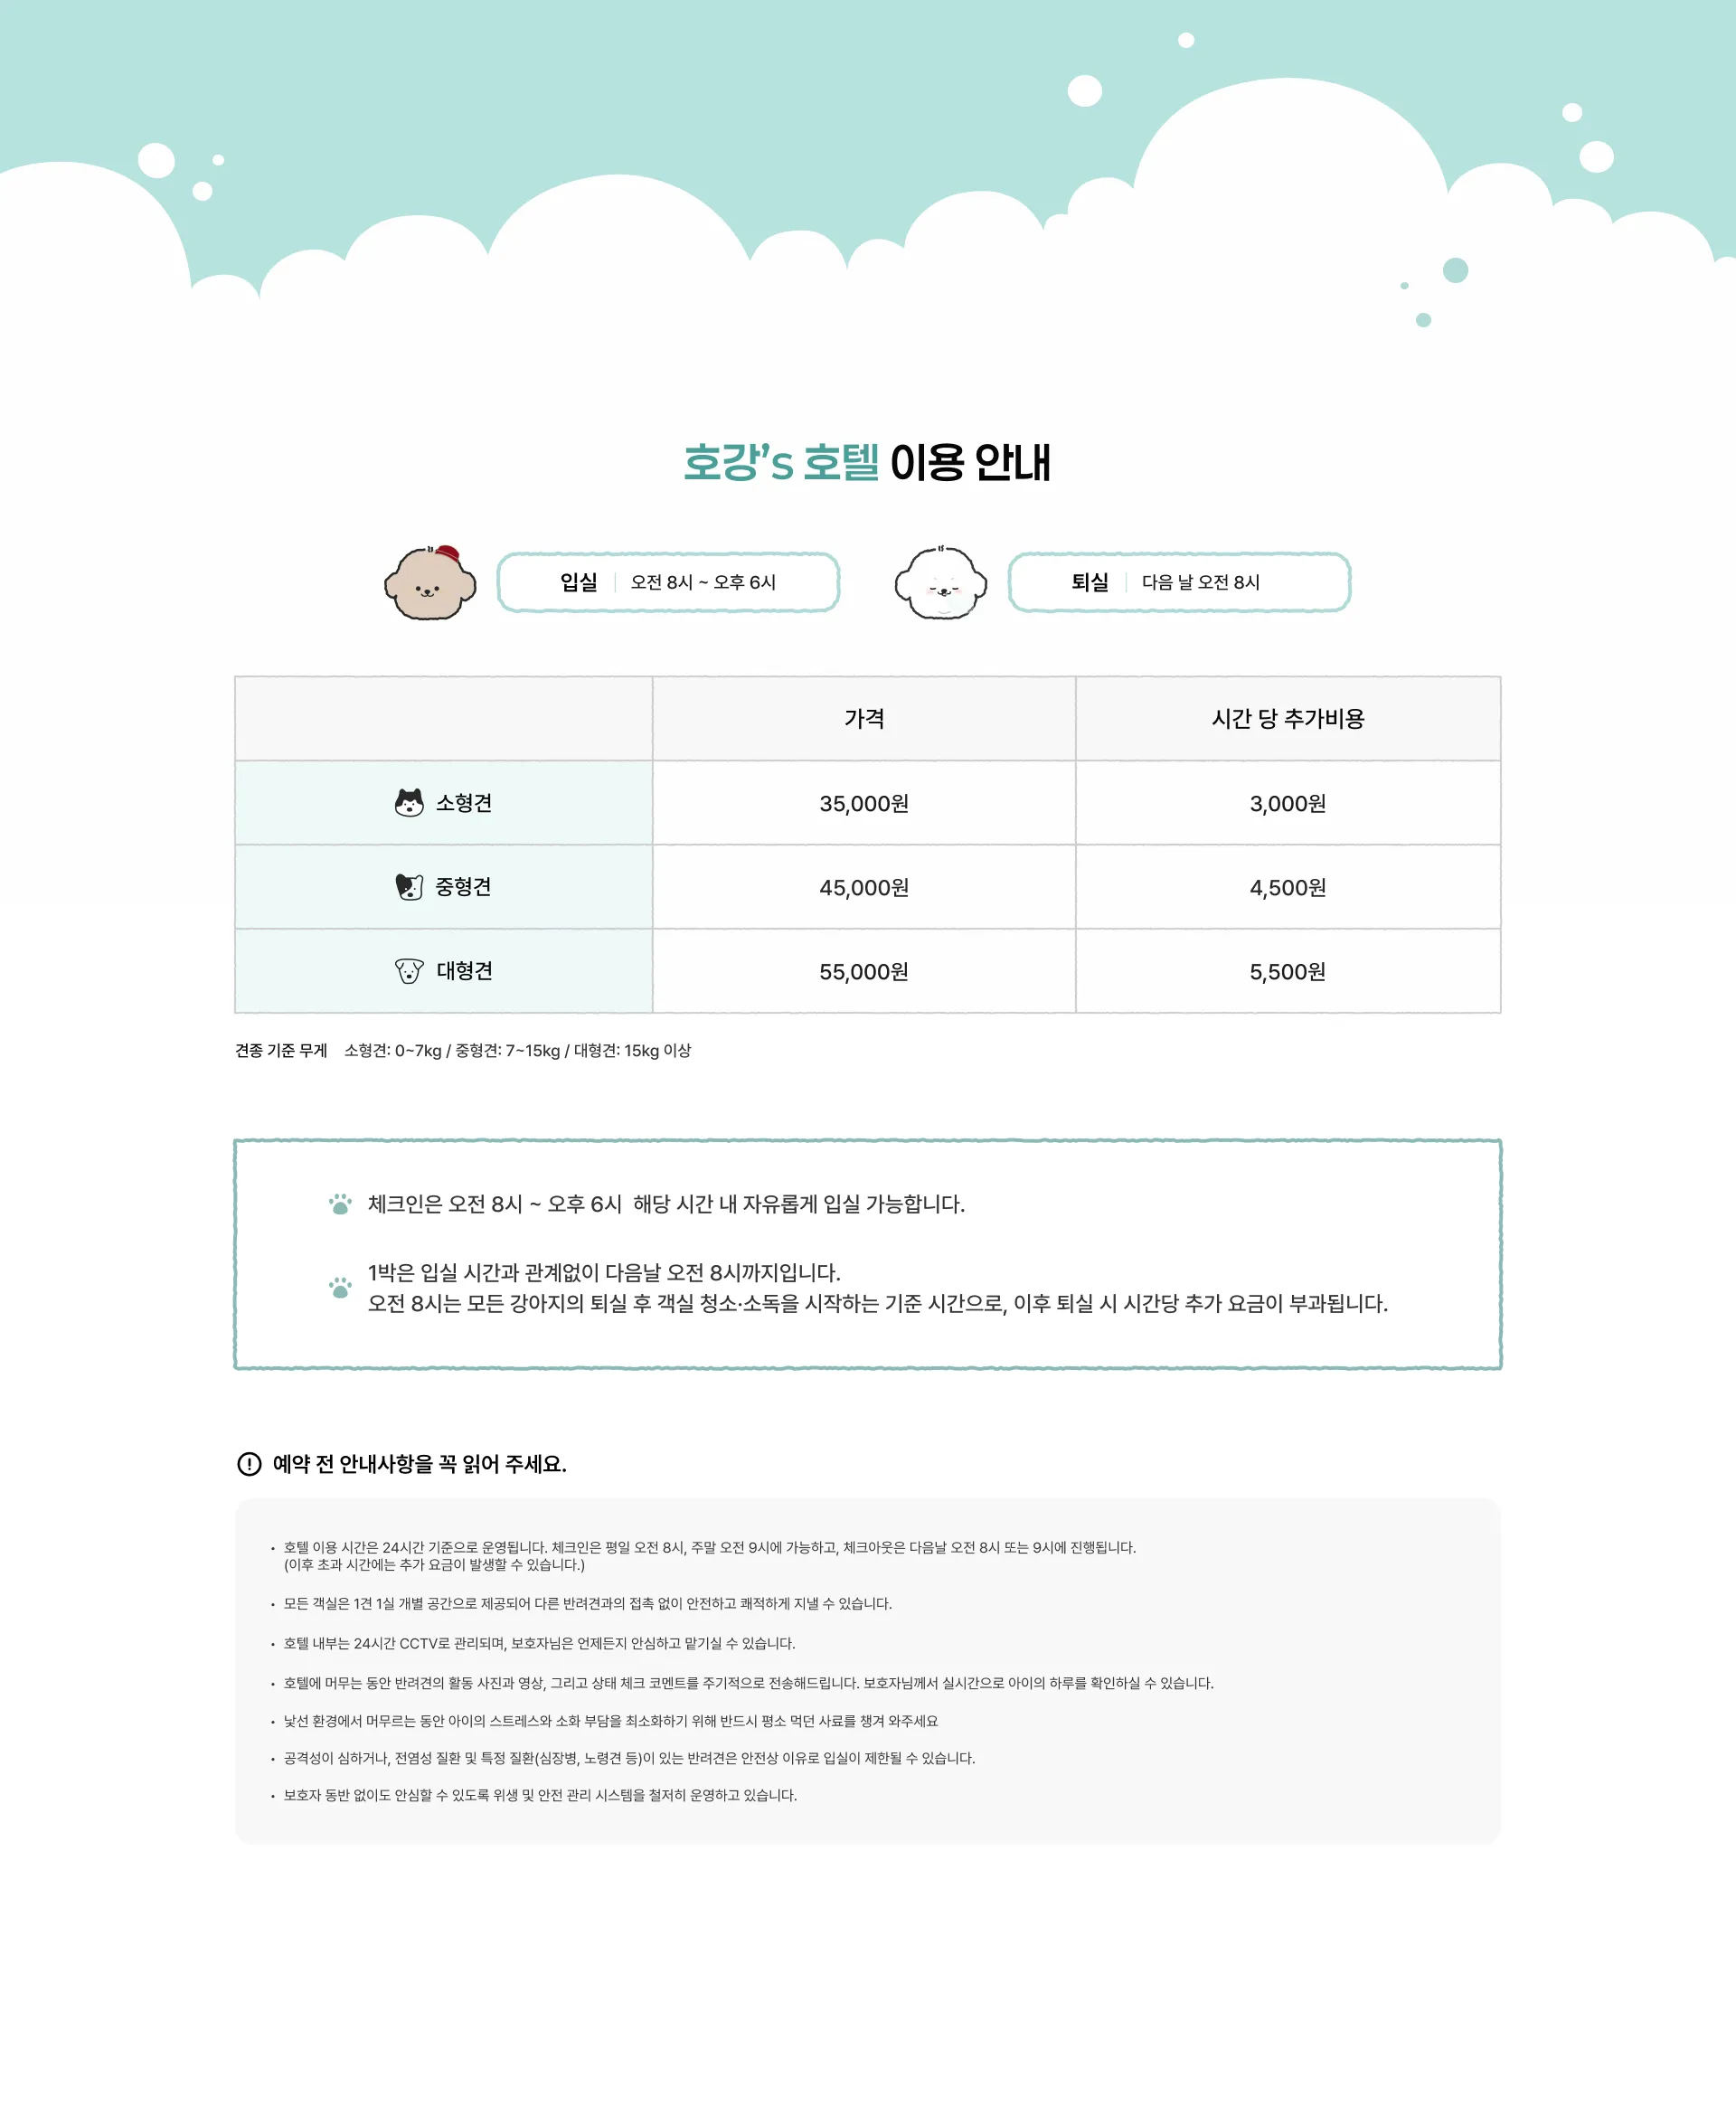 호강's 호텔 이용 안내
입실 오전 8시 ~ 오후 6시
퇴실 다음 날 오전 8시
가격 시간 당 추가비용
소형견 35,000원 3,000원
중형견 45,000원 4,500원
대형견 55,000원 5,500원
견종 기준 무게 소형견: 0~7kg / 중형견: 7~15kg / 대형견: 15kg 이상
체크인은 오전 8시 ~ 오후 6시 해당 시간 내 자유롭게 입실 가능합니다.
1박은 입실 시간과 관계없이 다음날 오전 8시까지입니다.
오전 8시는 모든 강아지의 퇴실 후 객실 청소·소독을 시작하는 기준 시간으로, 이후 퇴실 시 시간당 추가 요금이 부과됩니다.
예약 전 안내사항을 꼭 읽어 주세요.
• 호텔 이용 시간은 24시간 기준으로 운영됩니다. 체크인은 평일 오전 8시, 주말 오전 9시에 가능하고, 체크아웃은 다음날 오전 8시 또는 9시에 진행됩니다.
(이후 초과 시간에는 추가 요금이 발생할 수 있습니다.)
• 모든 객실은 1견 1실 개별 공간으로 제공되어 다른 반려견과의 접촉 없이 안전하고 쾌적하게 지낼 수 있습니다.
• 호텔 내부는 24시간 CCTV로 관리되며, 보호자님은 언제든지 안심하고 맡기실 수 있습니다.
• 호텔에 머무는 동안 반려견의 활동 사진과 영상, 그리고 상태 체크 코멘트를 주기적으로 전송해드립니다. 보호자님께서 실시간으로 아이의 하루를 확인하실 수 있습니다.
• 낯선 환경에서 머무르는 동안 아이의 스트레스와 소화 부담을 최소화하기 위해 반드시 평소 먹던 사료를 챙겨 와주세요
• 공격성이 심하거나, 전염성 질환 및 특정 질환(심장병, 노령견 등)이 있는 반려견은 안전상 이유로 입실이 제한될 수 있습니다.
• 보호자 동반 없이도 안심할 수 있도록 위생 및 안전 관리 시스템을 철저히 운영하고 있습니다.